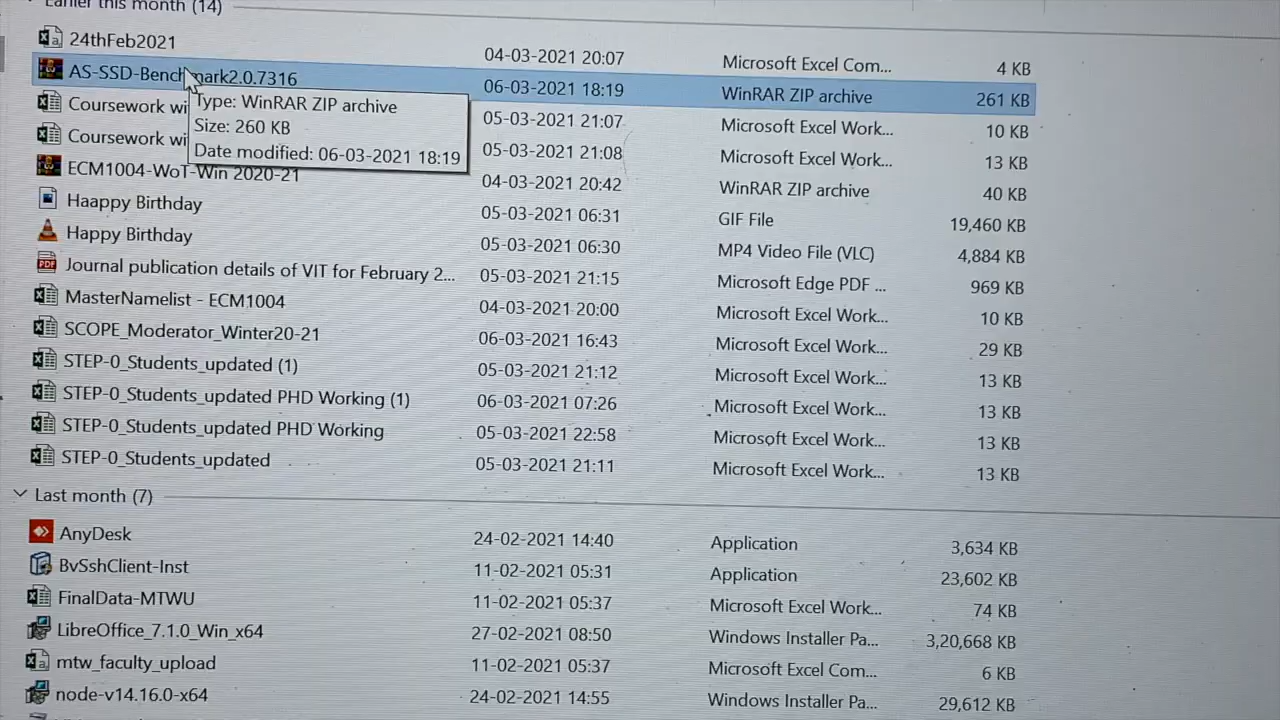 Earlier this month (14)
24thFeb2021 04-03-2021 20:07 Microsoft Excel Com... 4 KB
AS-SSD-Benchmark2.0.7316 06-03-2021 18:19 WinRAR ZIP archive 261 KB
Coursework wi 05-03-2021 21:07 Microsoft Excel Work... 10 KB
Type: WinRAR ZIP archive
Size: 260 KB
Date modified: 06-03-2021 18:19
Coursework wi 05-03-2021 21:08 Microsoft Excel Work... 13 KB
ECM1004-WoT-Win 2020-21 04-03-2021 20:42 WinRAR ZIP archive 40 KB
Haappy Birthday 05-03-2021 06:31 GIF File 19,460 KB
Happy Birthday 05-03-2021 06:30 MP4 Video File (VLC) 4,884 KB
Journal publication details of VIT for February 2... 05-03-2021 21:15 Microsoft Edge PDF ... 969 KB
MasterNamelist - ECM1004 04-03-2021 20:00 Microsoft Excel Work... 10 KB
SCOPE_Moderator_Winter20-21 06-03-2021 16:43 Microsoft Excel Work... 29 KB
STEP-0_Students_updated (1) 05-03-2021 21:12 Microsoft Excel Work... 13 KB
STEP-0_Students_updated PHD Working (1) 06-03-2021 07:26 Microsoft Excel Work... 13 KB
STEP-0_Students_updated PHD Working 05-03-2021 22:58 Microsoft Excel Work... 13 KB
STEP-0_Students_updated 05-03-2021 21:11 Microsoft Excel Work... 13 KB
Last month (7)
AnyDesk 24-02-2021 14:40 Application 3,634 KB
BvSshClient-Inst 11-02-2021 05:31 Application 23,602 KB
FinalData-MTWU 11-02-2021 05:37 Microsoft Excel Work... 74 KB
LibreOffice_7.1.0_Win_x64 27-02-2021 08:50 Windows Installer Pa... 3,20,668 KB
mtw_faculty_upload 11-02-2021 05:37 Microsoft Excel Com... 6 KB
node-v14.16.0-x64 24-02-2021 14:55 Windows Installer Pa... 29,612 KB